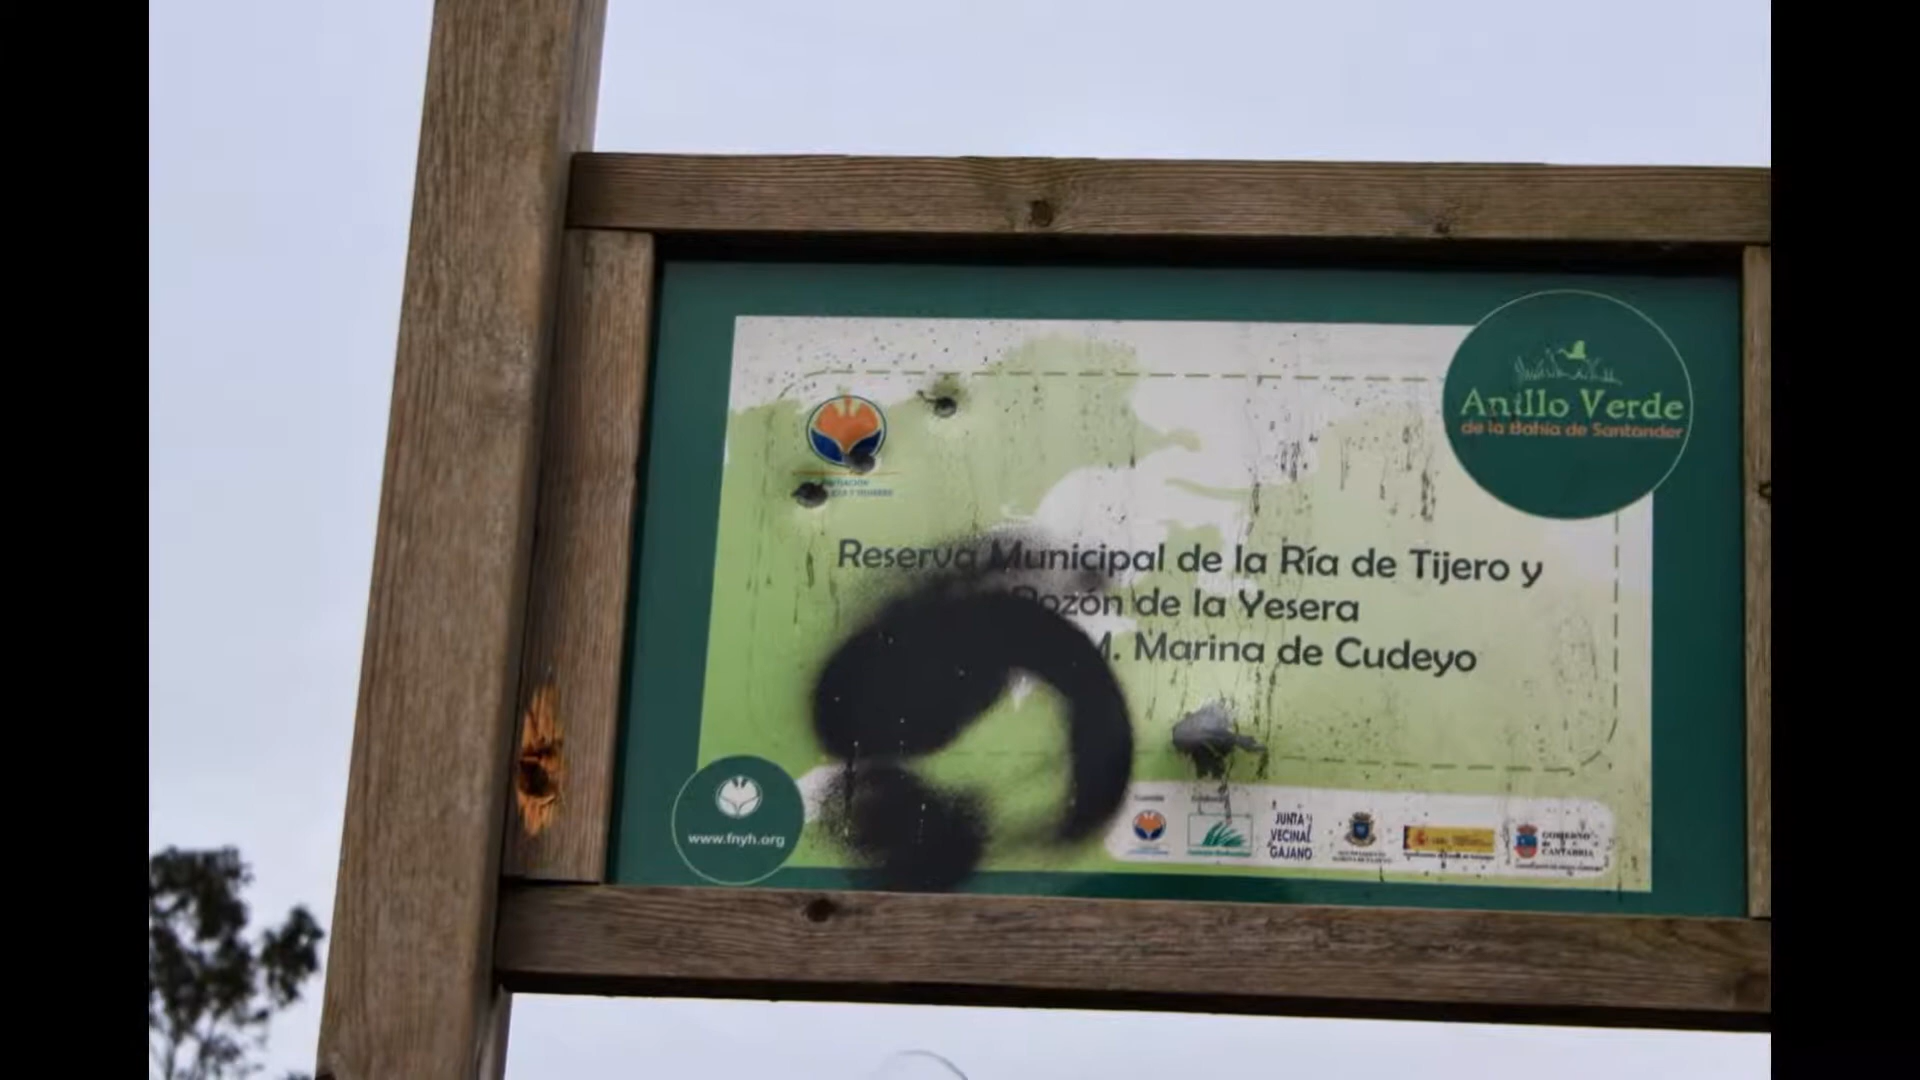 Anillo Verde
de la Bahía de Santander
Reserva Municipal de la Ría de Tijero y
Pozón de la Yesera
M. Marina de Cudeyo
www.fnyh.org
JUNTA
VECINAL
GAJANO
GOBIERNO
de
CANTABRIA